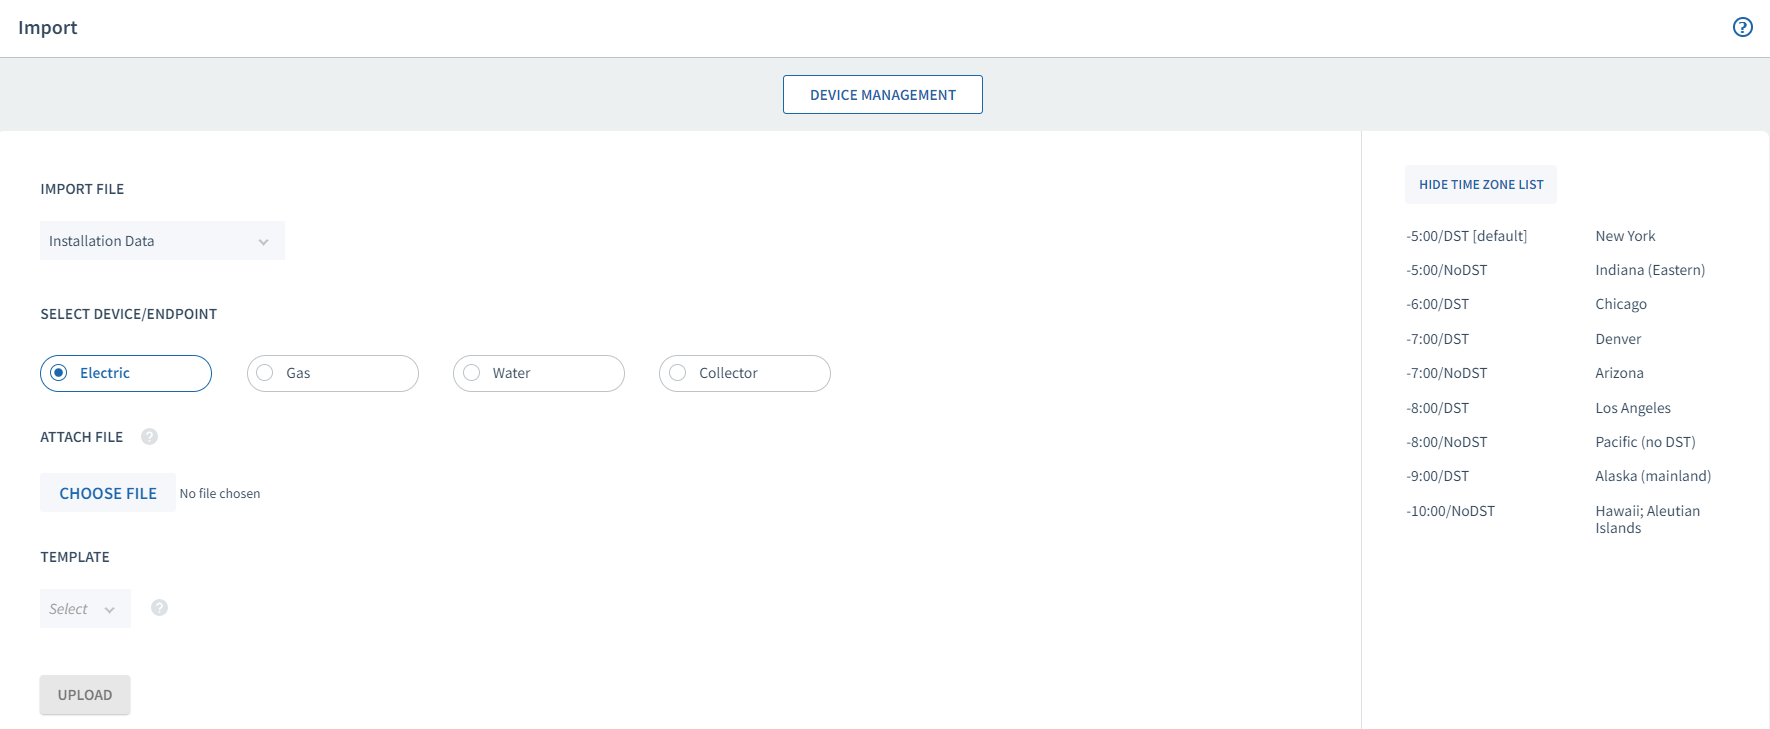 Import
?
DEVICE MANAGEMENT
IMPORT FILE
Installation Data
SELECT DEVICE/ENDPOINT
Electric
Gas
Water
Collector
ATTACH FILE ?
CHOOSE FILE No file chosen
TEMPLATE
Select ?
UPLOAD
HIDE TIME ZONE LIST
-5:00/DST [default] New York
-5:00/NoDST Indiana (Eastern)
-6:00/DST Chicago
-7:00/DST Denver
-7:00/NoDST Arizona
-8:00/DST Los Angeles
-8:00/NoDST Pacific (no DST)
-9:00/DST Alaska (mainland)
-10:00/NoDST Hawaii; Aleutian
Islands